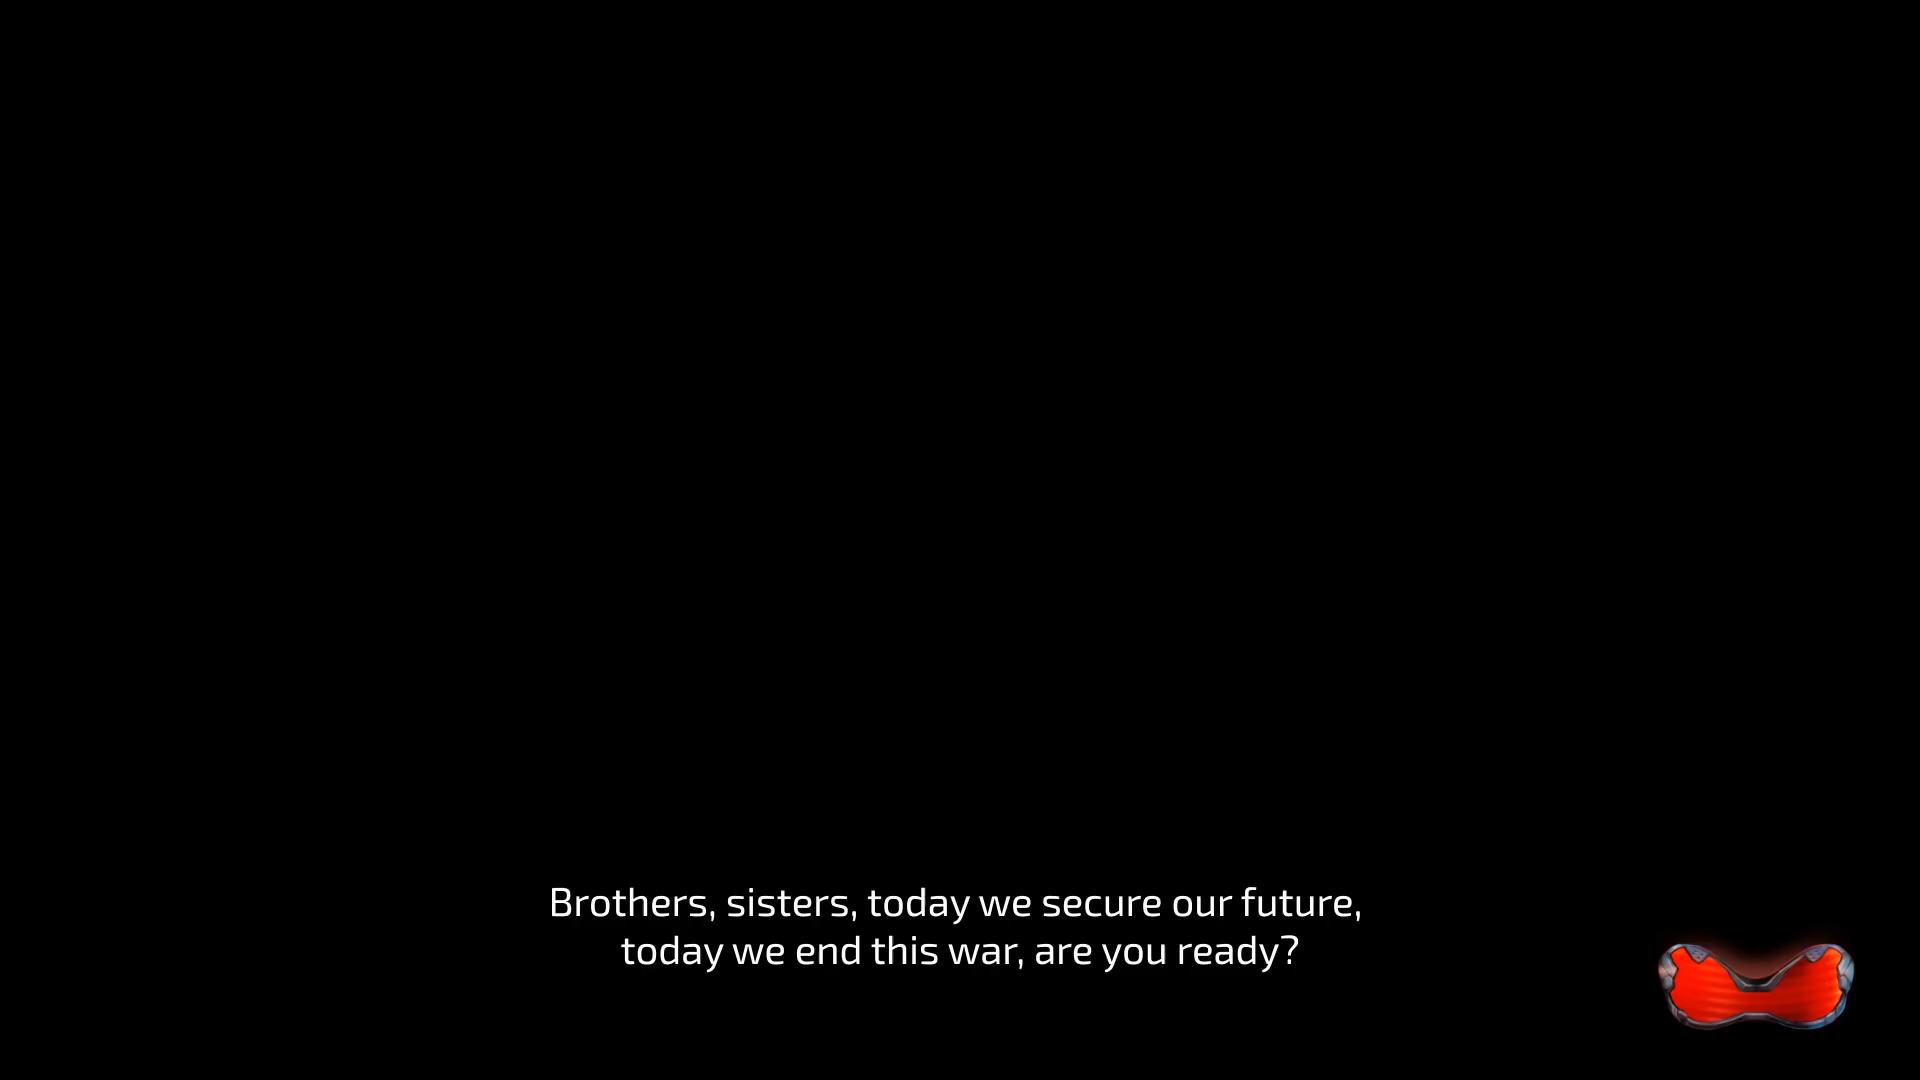 Brothers, sisters, today we secure our future,
today we end this war, are you ready?